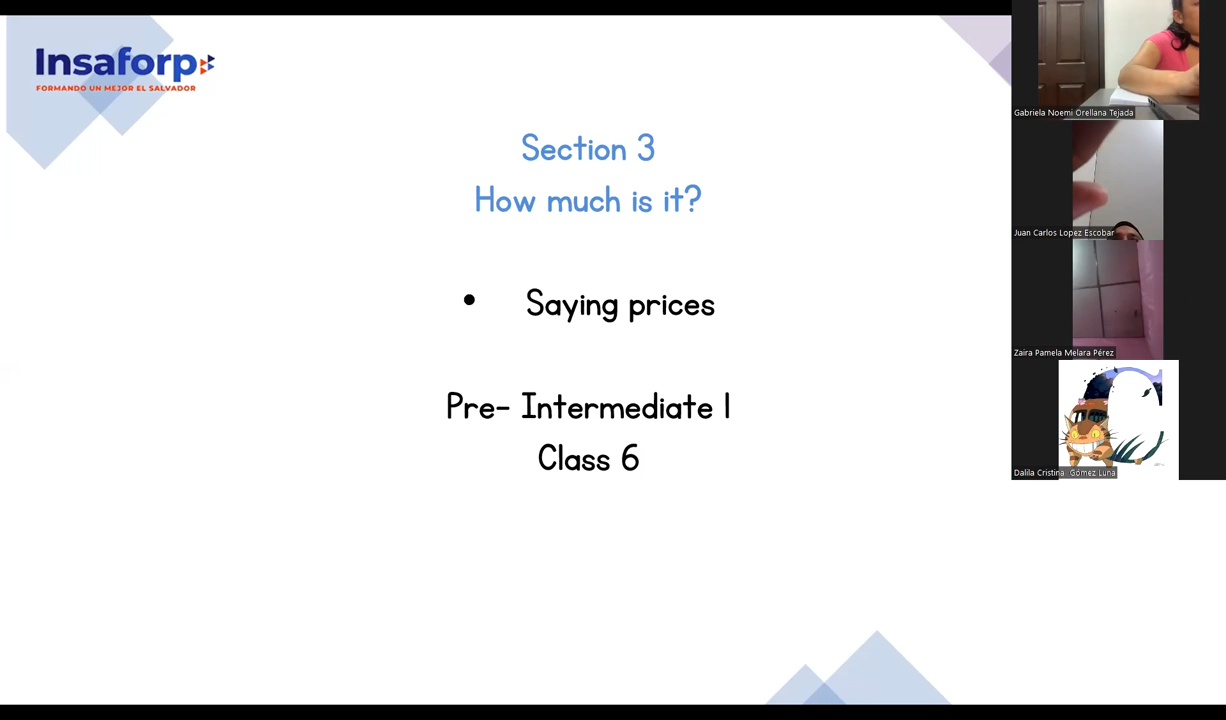 Insaforp
FORMANDO UN MEJOR EL SALVADOR
Section 3
How much is it?
• Saying prices
Pre- Intermediate I
Class 6
Gabriela Noemi Orellana Tejada
Juan Carlos Lopez Escobar
Zaira Pamela Melara Pérez
Dalila Cristina Gómez Luna